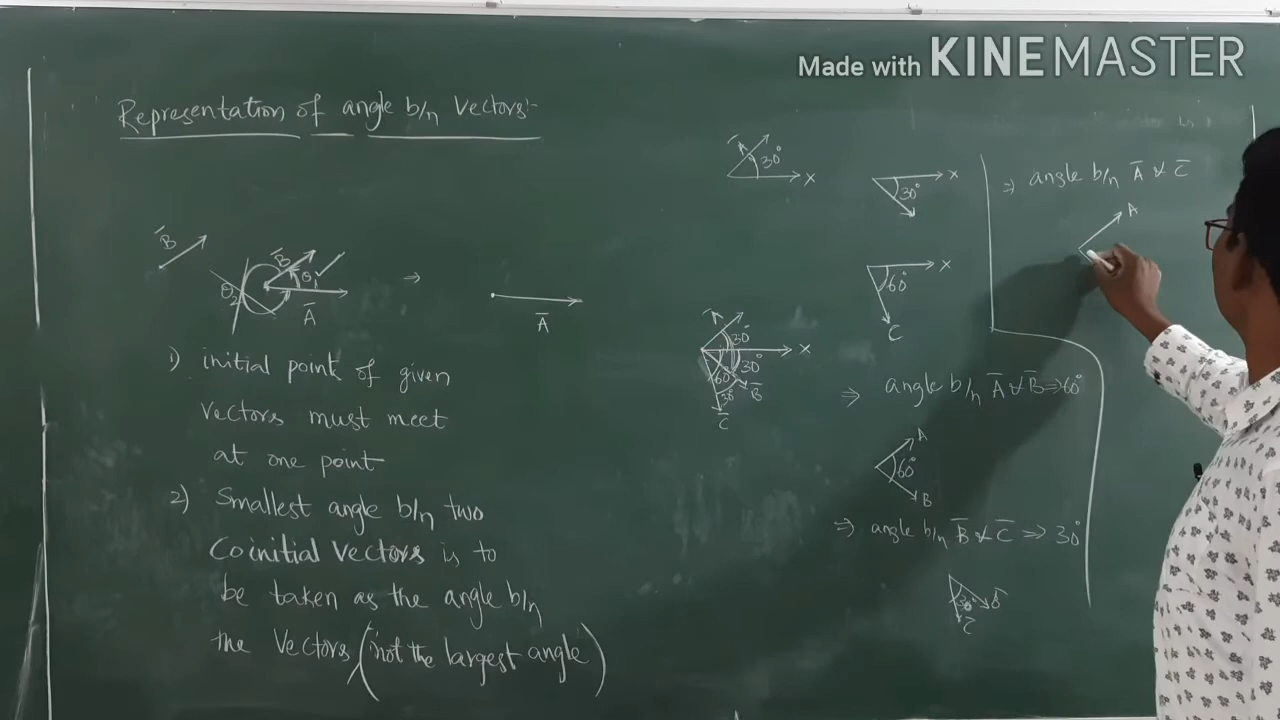 Made with KINEMASTER
Representation of angle b/n Vectors:-
B
B
θ1
θ2
A
⇒
A
1) initial point of given
vectors must meet
at one point
2) Smallest angle b/n two
Coinitial Vectors is to
be taken as the angle b/n
the Vectors (not the largest angle)
A
30°
X
30°
X
60°
X
C
30°
X
30°
B
60°
30°
C
⇒ angle b/n A & B ⇒ 60°
A
60°
B
⇒ angle b/n B & C ⇒ 30°
30°
B
C
⇒ angle b/n A & C
A